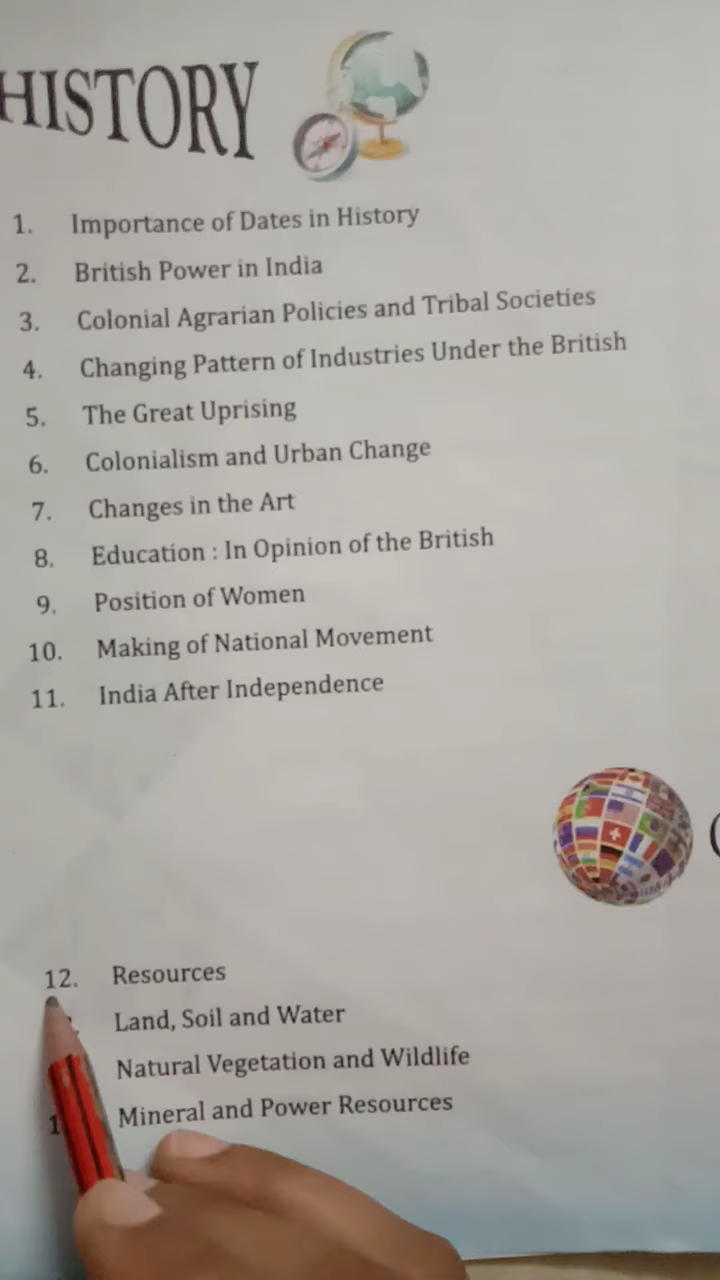 HISTORY
1. Importance of Dates in History
2. British Power in India
3. Colonial Agrarian Policies and Tribal Societies
4. Changing Pattern of Industries Under the British
5. The Great Uprising
6. Colonialism and Urban Change
7. Changes in the Art
8. Education : In Opinion of the British
9. Position of Women
10. Making of National Movement
11. India After Independence
12. Resources
Land, Soil and Water
Natural Vegetation and Wildlife
Mineral and Power Resources